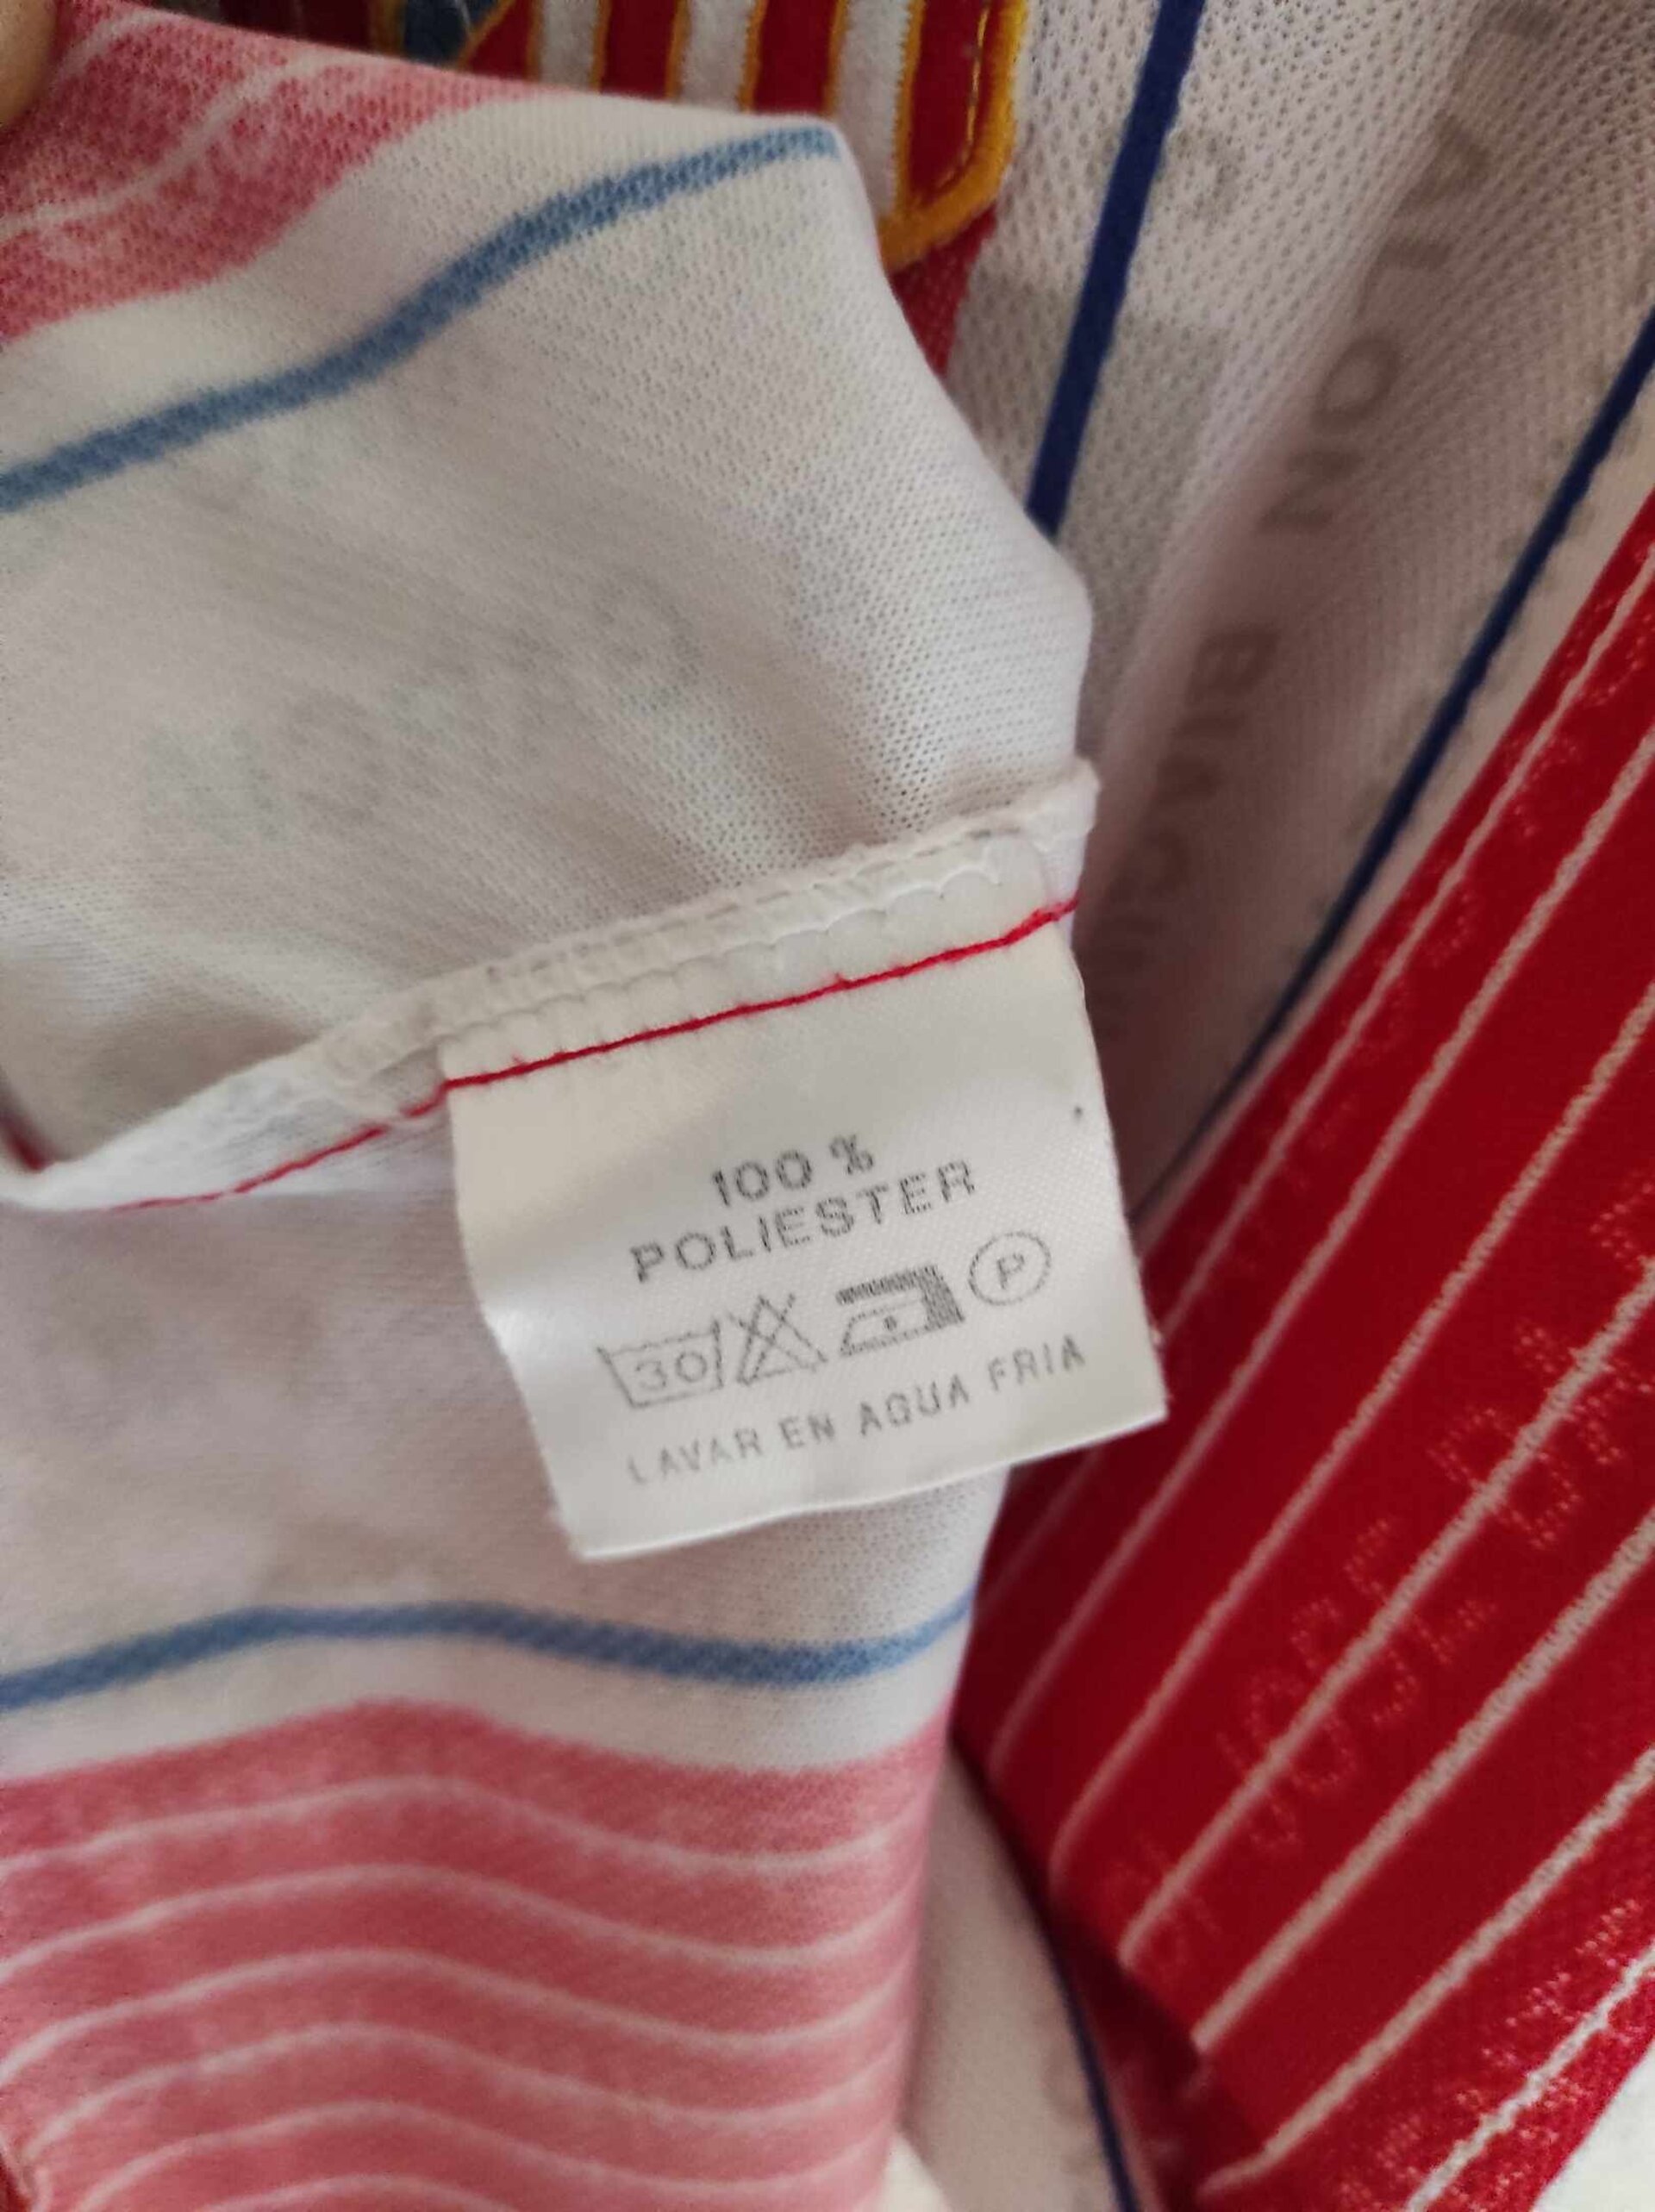 100 %
POLIESTER
30
P
LAVAR EN AGUA FRIA